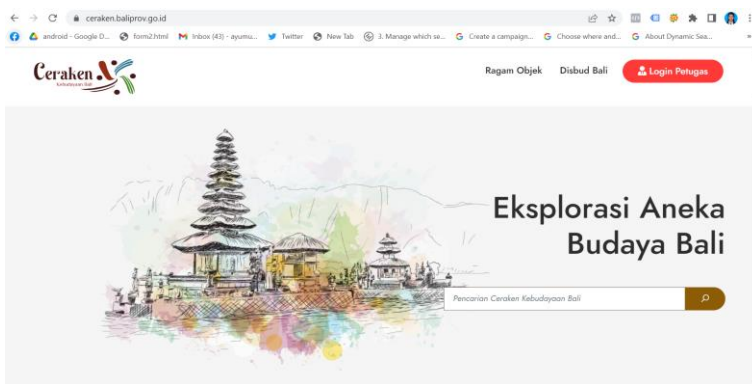 ceraken.baliprov.go.id
android - Google D...
form2.html
Inbox (43) - ayumu...
Twitter
New Tab
3. Manage which se...
Create a campaign...
Choose where and...
About Dynamic Sea...
Ceraken
Kebudayaan Bali
Ragam Objek
Disbud Bali
Login Petugas
Eksplorasi Aneka
Budaya Bali
Pencarian Ceraken Kebudayaan Bali